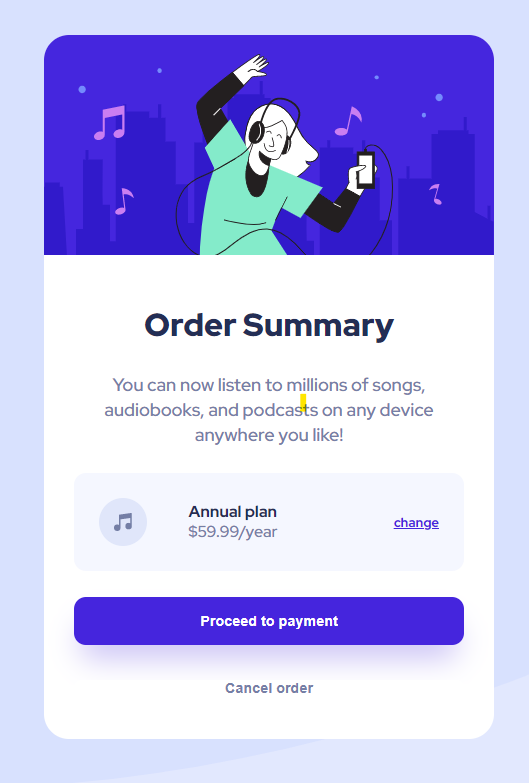 Order Summary
You can now listen to millions of songs,
audiobooks, and podcasts on any device
anywhere you like!
Annual plan
$59.99/year
change
Proceed to payment
Cancel order